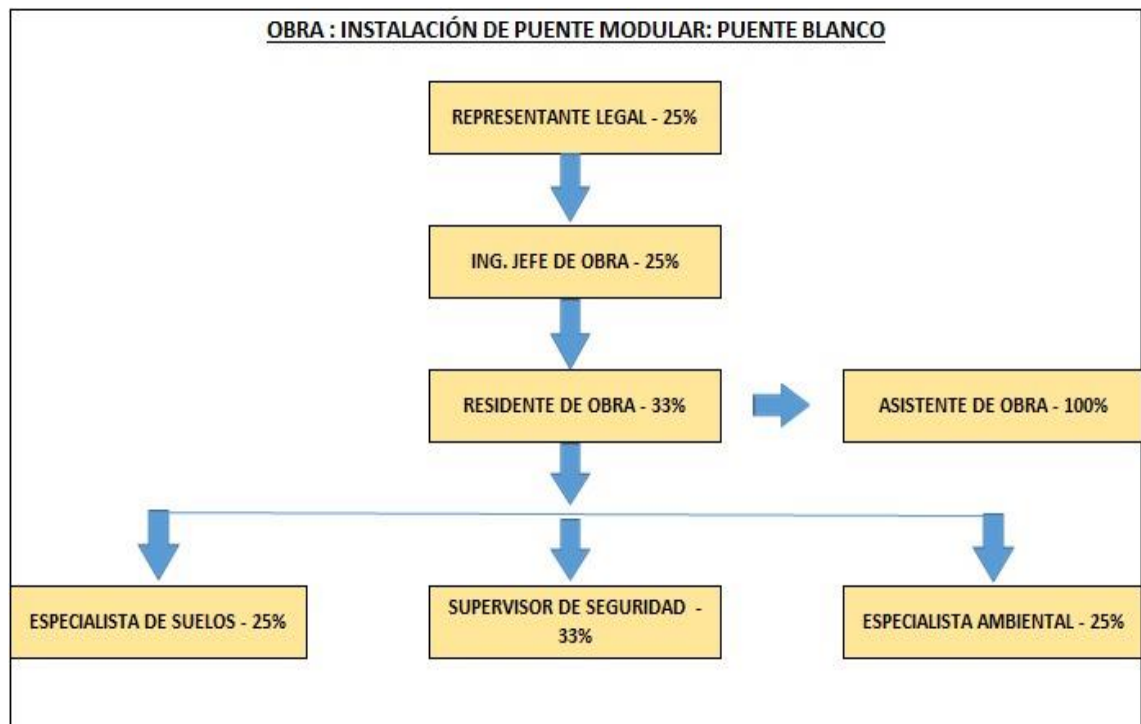 OBRA : INSTALACIÓN DE PUENTE MODULAR: PUENTE BLANCO
REPRESENTANTE LEGAL - 25%
ING. JEFE DE OBRA - 25%
RESIDENTE DE OBRA - 33%
ASISTENTE DE OBRA - 100%
ESPECIALISTA DE SUELOS - 25%
SUPERVISOR DE SEGURIDAD -
33%
ESPECIALISTA AMBIENTAL - 25%